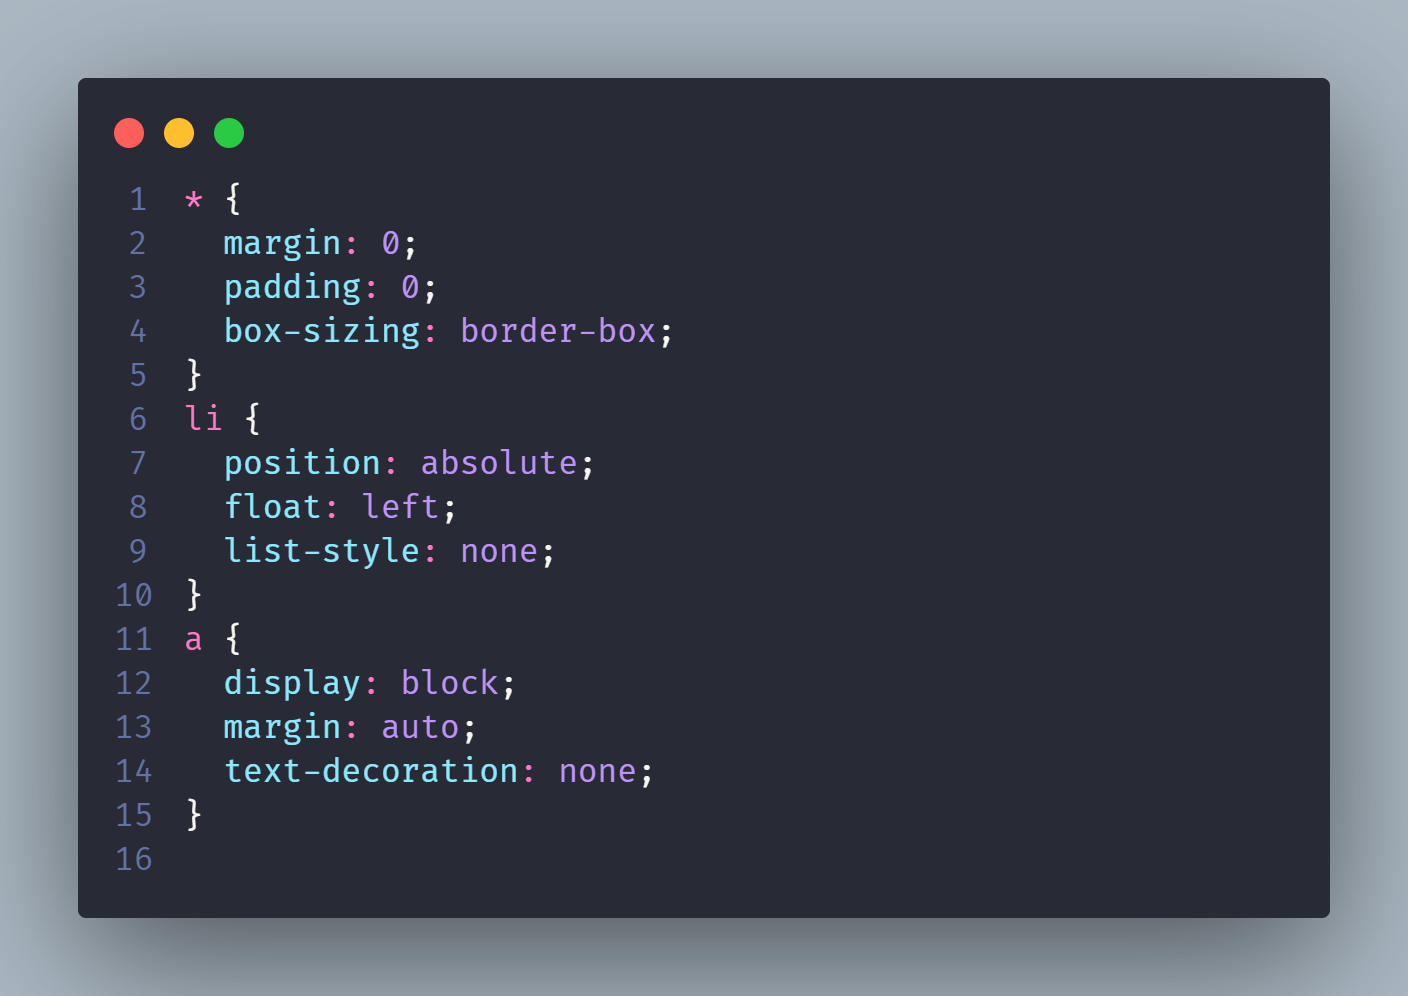 1 * {
2   margin: 0;
3   padding: 0;
4   box-sizing: border-box;
5 }
6 li {
7   position: absolute;
8   float: left;
9   list-style: none;
10 }
11 a {
12   display: block;
13   margin: auto;
14   text-decoration: none;
15 }
16